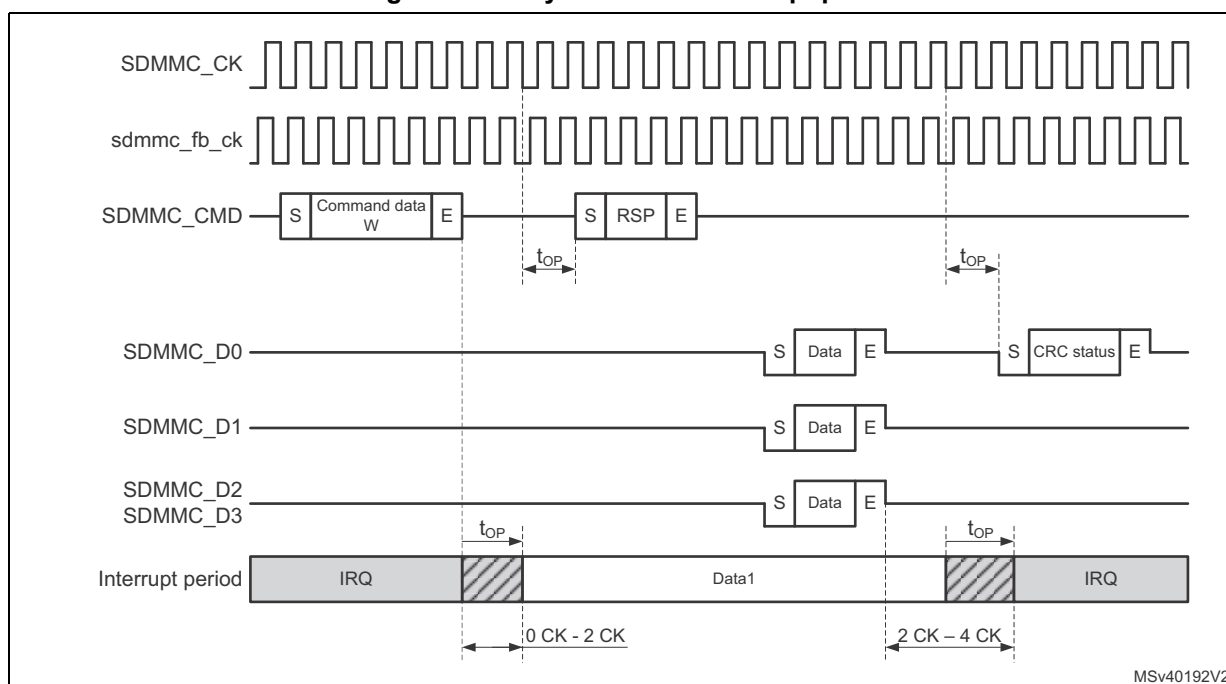 SDMMC_CK
sdmmc_fb_ck
SDMMC_CMD
S
Command data
W
E
S
RSP
E
tOP
tOP
SDMMC_D0
S
Data
E
S
CRC status
E
SDMMC_D1
S
Data
E
SDMMC_D2
SDMMC_D3
S
Data
E
tOP
tOP
Interrupt period
IRQ
Data1
IRQ
0 CK - 2 CK
2 CK – 4 CK
MSv40192V2